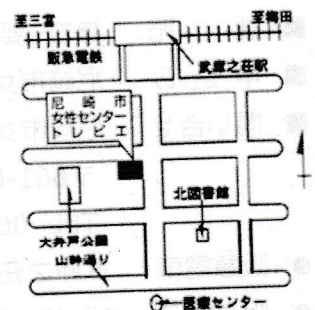 至三宮
至梅田
阪急電鉄
武庫之荘駅
尼崎市
女性センター
トレピエ
北図書館
大井戸公園
山幹通り
医療センター